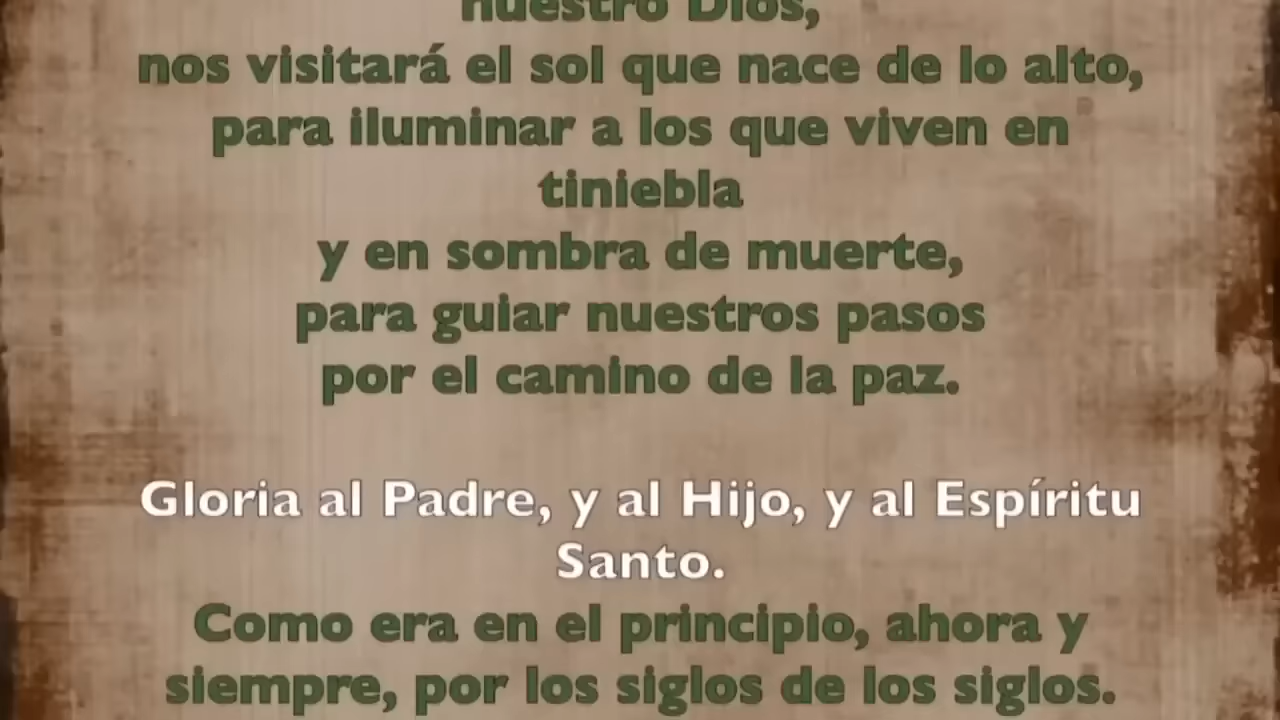 nuestro Dios,
nos visitará el sol que nace de lo alto,
para iluminar a los que viven en
tiniebla
y en sombra de muerte,
para guiar nuestros pasos
por el camino de la paz.
Gloria al Padre, y al Hijo, y al Espíritu
Santo.
Como era en el principio, ahora y
siempre, por los siglos de los siglos.